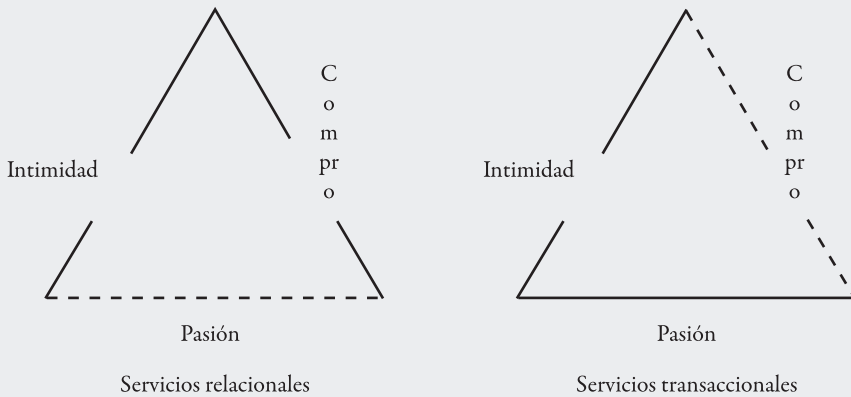 C
o
m
pr
o
Intimidad
Pasión
Servicios relacionales
C
o
m
pr
o
Intimidad
Pasión
Servicios transaccionales